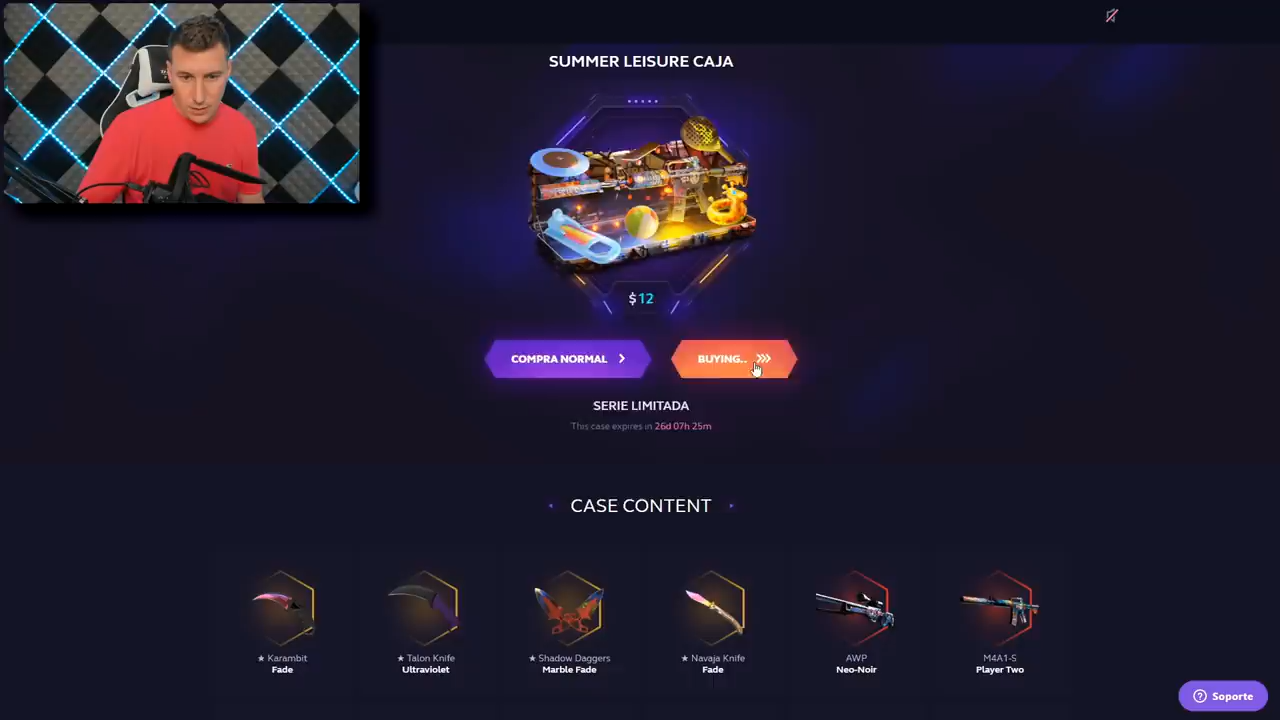 SUMMER LEISURE CAJA
$12
COMPRA NORMAL
BUYING..
SERIE LIMITADA
This case expires in 26d 07h 25m
CASE CONTENT
★ Karambit
Fade
★ Talon Knife
Ultraviolet
★ Shadow Daggers
Marble Fade
★ Navaja Knife
Fade
AWP
Neo-Noir
M4A1-S
Player Two
Soporte